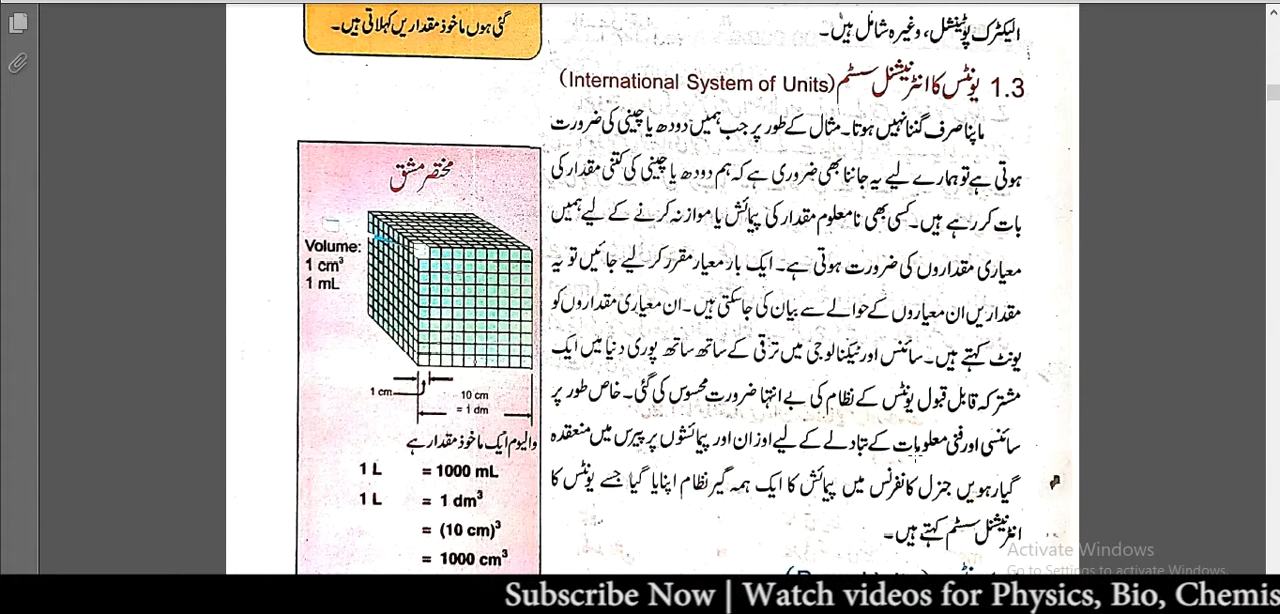 گئی ہوں ماخوذ مقداریں کہلاتی ہیں۔
الیکٹرک پوٹینشل، وغیرہ شامل ہیں۔
1.3 یونٹس کا انٹرنیشنل سسٹم (International System of Units)
ماپنا صرف گننا نہیں ہوتا۔ مثال کے طور پر جب ہمیں دودھ یا چینی کی ضرورت
ہوتی ہے تو ہمارے لیے یہ جاننا بھی ضروری ہے کہ ہم دودھ یا چینی کی کتنی مقدار کی
بات کر رہے ہیں۔ کسی بھی نامعلوم مقدار کی پیمائش یا موازنہ کرنے کے لیے ہمیں
معیاری مقداروں کی ضرورت ہوتی ہے۔ ایک بار معیار مقرر کر لیے جائیں تو یہ
مقداریں ان معیاروں کے حوالے سے بیان کی جاسکتی ہیں۔ ان معیاری مقداروں کو
یونٹ کہتے ہیں۔ سائنس اور ٹیکنالوجی میں ترقی کے ساتھ ساتھ پوری دنیا میں ایک
مشترکہ قابل قبول یونٹس کے نظام کی بے انتہا ضرورت محسوس کی گئی۔ خاص طور پر
سائنسی اور فنی معلومات کے تبادلے کے لیے اوزان اور پیمائشوں پر پیرس میں منعقدہ
گیارہویں جنرل کانفرنس میں پیمائش کا ایک ہمہ گیر نظام اپنایا گیا جسے یونٹس کا
انٹرنیشنل سسٹم کہتے ہیں۔
مختصر مشق
Volume:
1 cm³
1 mL
1 cm
10 cm
= 1 dm
والیوم ایک ماخوذ مقدار ہے
1 L = 1000 mL
1 L = 1 dm³
= (10 cm)³
= 1000 cm³
Activate Windows
Go to Settings to activate Windows.
Subscribe Now | Watch videos for Physics, Bio, Chemis